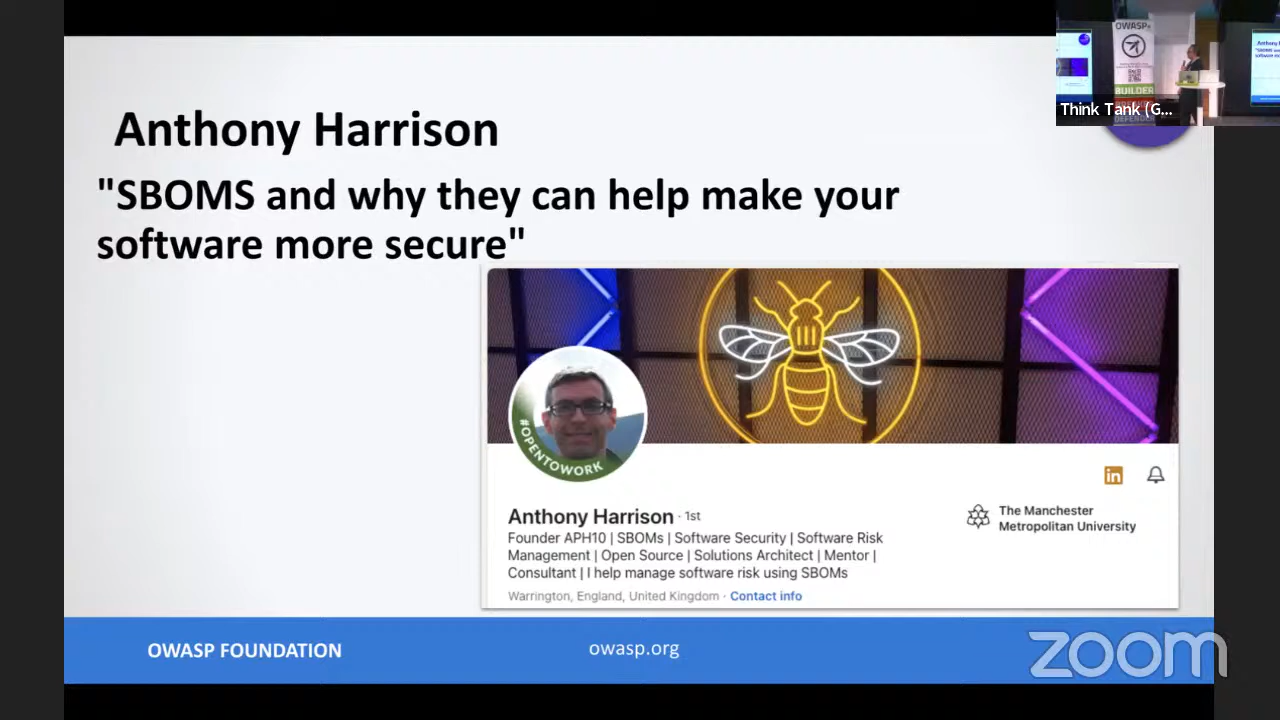 OWASP
BUILDER
DEFENDER
Think Tank (G...
Anthony Harrison
"SBOMS and why they can help make your
software more secure"
#OPENTOWORK
in
Anthony Harrison · 1st
Founder APH10 | SBOMs | Software Security | Software Risk
Management | Open Source | Solutions Architect | Mentor |
Consultant | I help manage software risk using SBOMs
Warrington, England, United Kingdom · Contact info
The Manchester
Metropolitan University
OWASP FOUNDATION
owasp.org
zoom